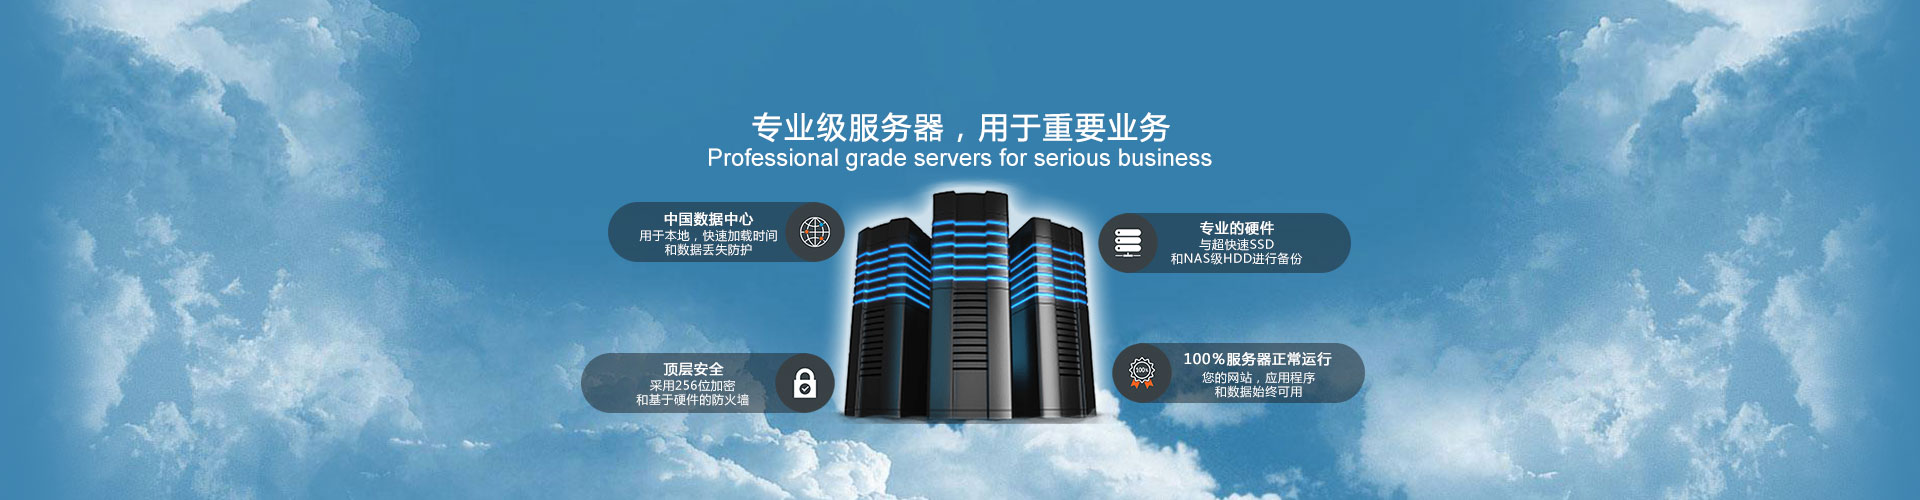 专业级服务器，用于重要业务
Professional grade servers for serious business
中国数据中心
用于本地，快速加载时间
和数据丢失防护
专业的硬件
与超快速SSD
和NAS级HDD进行备份
顶层安全
采用256位加密
和基于硬件的防火墙
100%
100%服务器正常运行
您的网站，应用程序
和数据始终可用